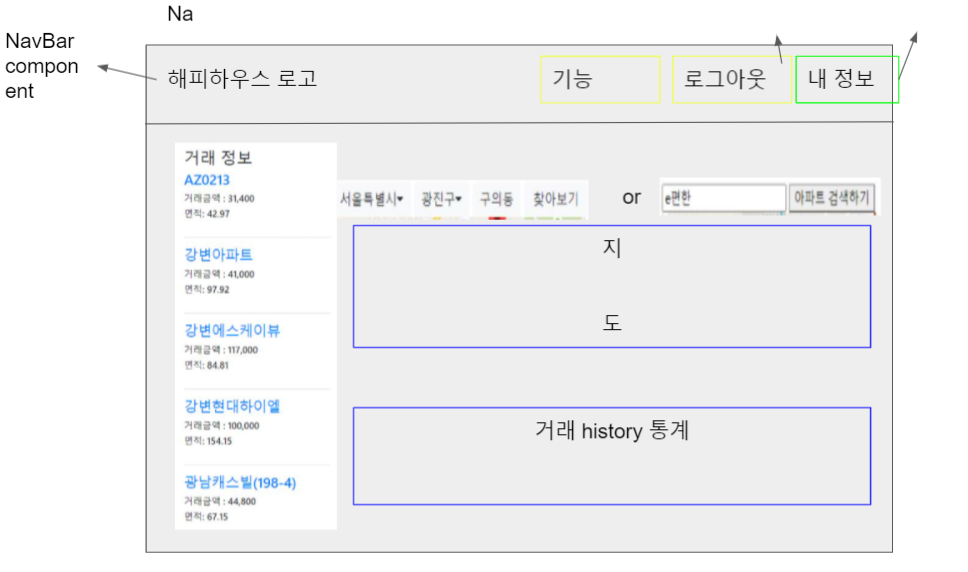 Na
NavBar
compon
ent
해피하우스 로고
기능
로그아웃
내 정보
거래 정보
AZ0213
거래금액 : 31,400
면적: 42.97
강변아파트
거래금액 : 41,000
면적: 97.92
강변에스케이뷰
거래금액 : 117,000
면적: 84.81
강변현대하이엘
거래금액 : 100,000
면적: 154.15
광남캐스빌(198-4)
거래금액 : 44,800
면적: 67.15
서울특별시 광진구 구의동 찾아보기
or
e편한
아파트 검색하기
지
도
거래 history 통계